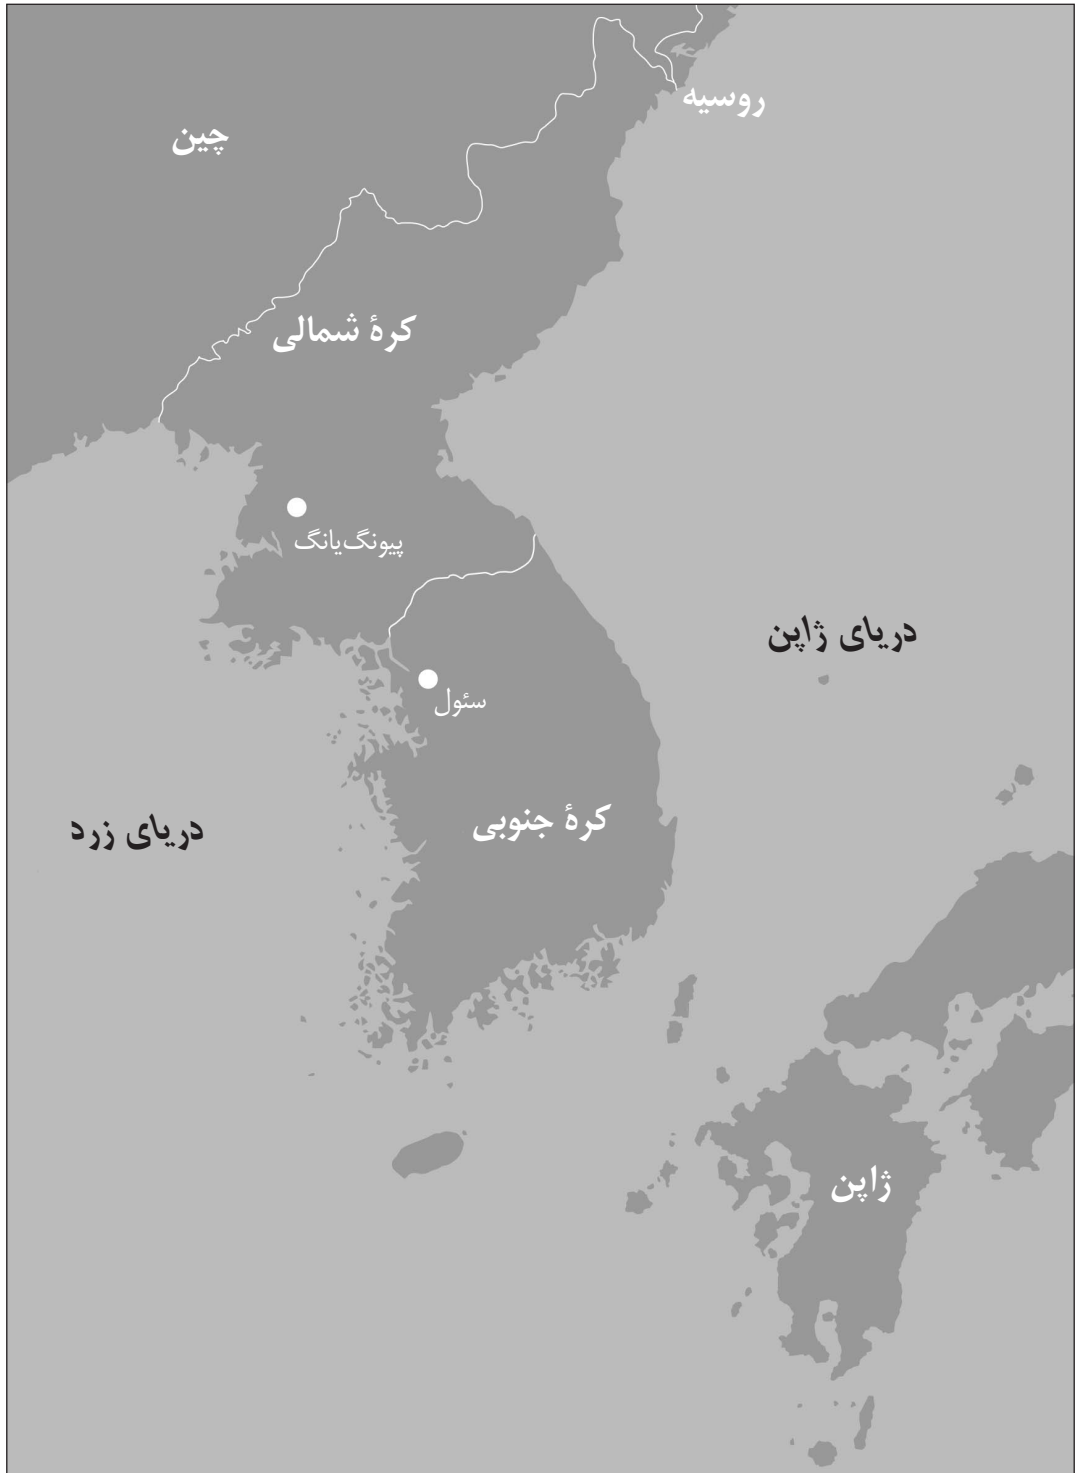 روسیه
چین
کرهٔ شمالی
پیونگ‌یانگ
دریای ژاپن
سئول
کرهٔ جنوبی
دریای زرد
ژاپن